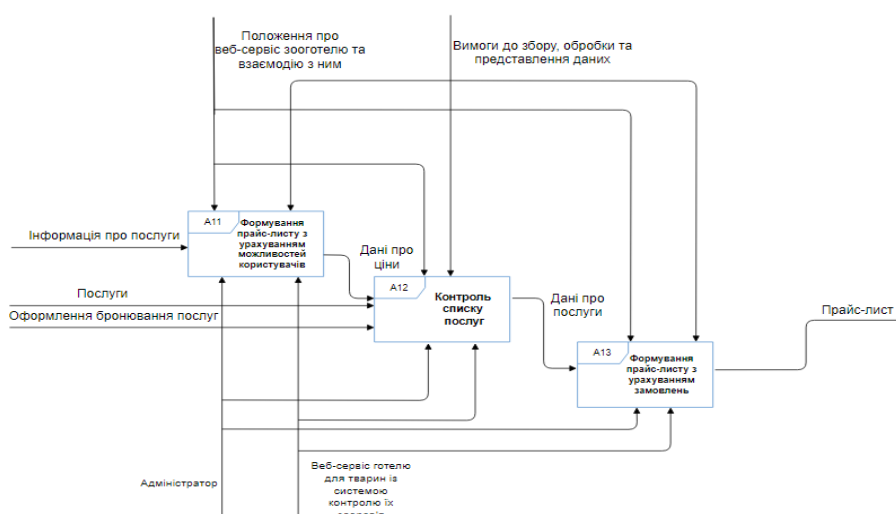 Положення про
веб-сервіс зооготелю та
взаємодію з ним
Вимоги до збору, обробки та
представлення даних
A11
Формування
прайс-листу з
урахуванням
можливостей
користувачів
Інформація про послуги
Дані про
ціни
Послуги
Оформлення бронювання послуг
A12
Контроль
списку
послуг
Дані про
послуги
Прайс-лист
A13
Формування
прайс-листу з
урахуванням
замовлень
Адміністратор
Веб-сервіс готелю
для тварин із
системою
контролю їх